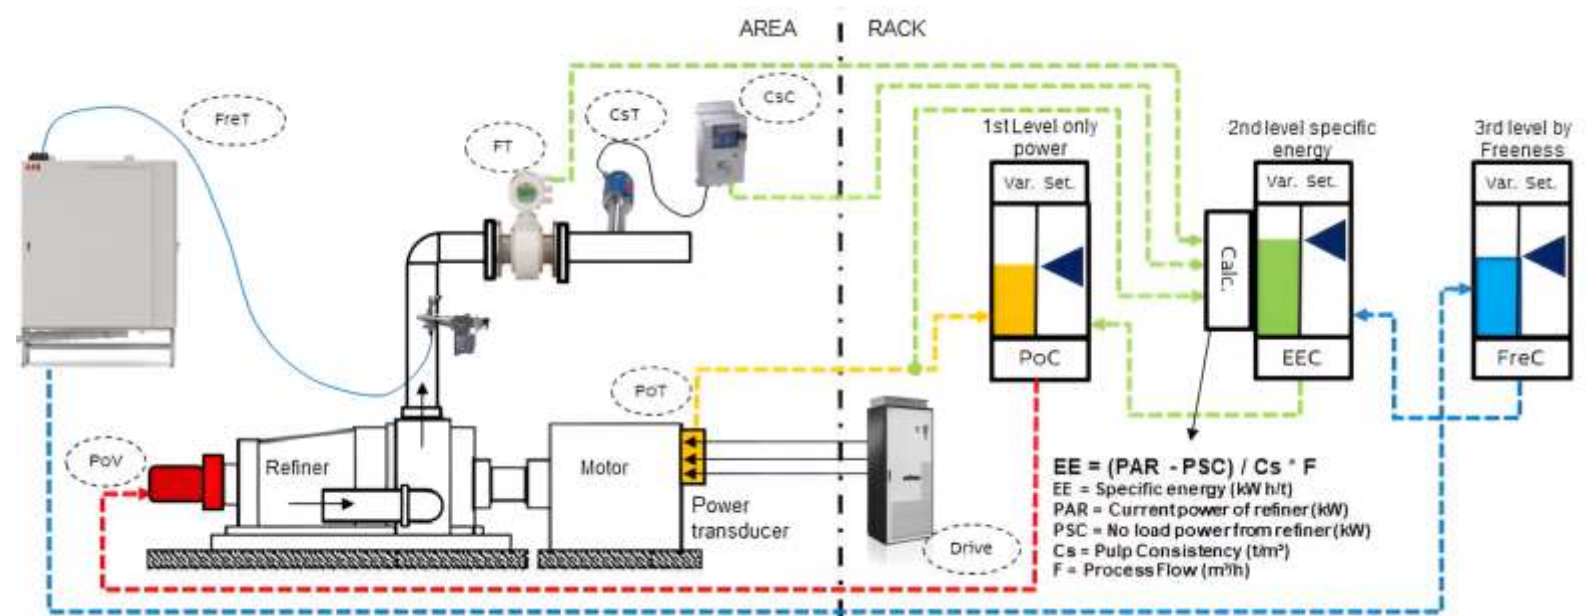 AREA
RACK
FreT
CsT
CsC
FT
1st Level only
power
2nd level specific
energy
3rd level by
Freeness
Var. Set.
Var. Set.
Var. Set.
Calc.
PoC
EEC
FreC
PoT
PoV
Refiner
Motor
Power
transducer
Drive
EE = (PAR - PSC) / Cs * F
EE = Specific energy (kW h/t)
PAR = Current power of refiner (kW)
PSC = No load power from refiner (kW)
Cs = Pulp Consistency (t/m³)
F = Process Flow (m³/h)